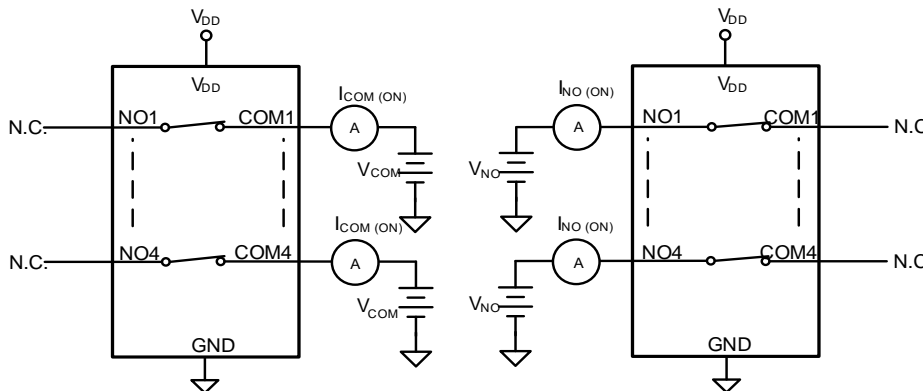 VDD
VDD
VDD
VDD
ICOM (ON)
INO (ON)
N.C.
NO1
COM1
A
A
NO1
COM1
N.C
VCOM
VNO
ICOM (ON)
INO (ON)
N.C.
NO4
COM4
A
A
NO4
COM4
N.C
VCOM
VNO
GND
GND